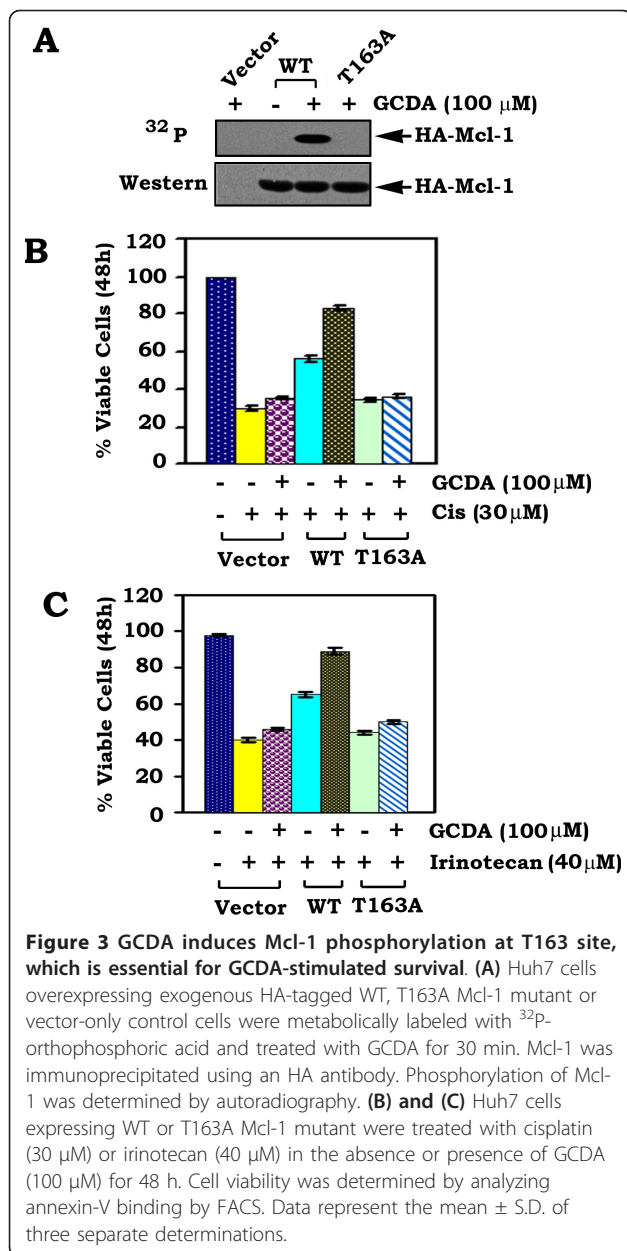 A
Vector WT T163A
+ - + + GCDA (100 μM)
32 P HA-Mcl-1
Western HA-Mcl-1
B
% Viable Cells (48h)
120
100
80
60
40
20
0
- - + - + - + GCDA (100μM)
- + + + + + + Cis (30μM)
Vector WT T163A
C
% Viable Cells (48h)
120
100
80
60
40
20
0
- - + - + - + GCDA (100μM)
- + + + + + + Irinotecan (40μM)
Vector WT T163A
Figure 3 GCDA induces Mcl-1 phosphorylation at T163 site,
which is essential for GCDA-stimulated survival. (A) Huh7 cells
overexpressing exogenous HA-tagged WT, T163A Mcl-1 mutant or
vector-only control cells were metabolically labeled with 32P-
orthophosphoric acid and treated with GCDA for 30 min. Mcl-1 was
immunoprecipitated using an HA antibody. Phosphorylation of Mcl-
1 was determined by autoradiography. (B) and (C) Huh7 cells
expressing WT or T163A Mcl-1 mutant were treated with cisplatin
(30 μM) or irinotecan (40 μM) in the absence or presence of GCDA
(100 μM) for 48 h. Cell viability was determined by analyzing
annexin-V binding by FACS. Data represent the mean ± S.D. of
three separate determinations.